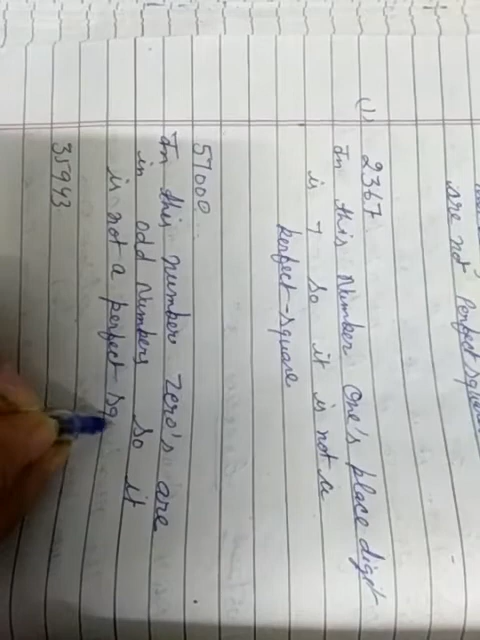 are not Perfect square
(1) 2367
In this Number One's place digit
is 7 so it is not a
perfect-square
57000
In this number zero's are
in odd numbers so it
is not a perfect sq
35943